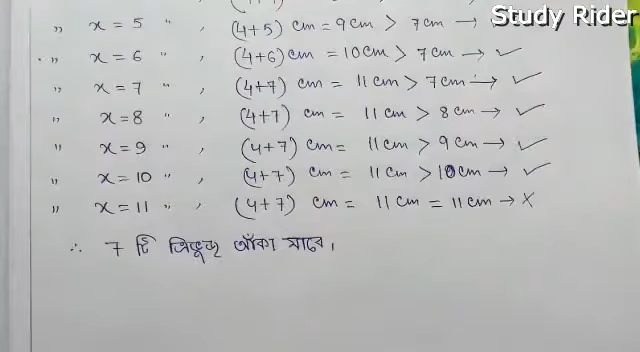 Study Rider
" x = 5 " , (4+5) cm = 9 cm > 7 cm →
" x = 6 " , (4+6) cm = 10 cm > 7 cm → ✓
" x = 7 " , (4+7) cm = 11 cm > 7 cm → ✓
" x = 8 " , (4+7) cm = 11 cm > 8 cm → ✓
" x = 9 " , (4+7) cm = 11 cm > 9 cm → ✓
" x = 10 " , (4+7) cm = 11 cm > 10 cm → ✓
" x = 11 " , (4+7) cm = 11 cm = 11 cm → ×
∴ 7 টি ত্রিভুজ আঁকা যাবে।